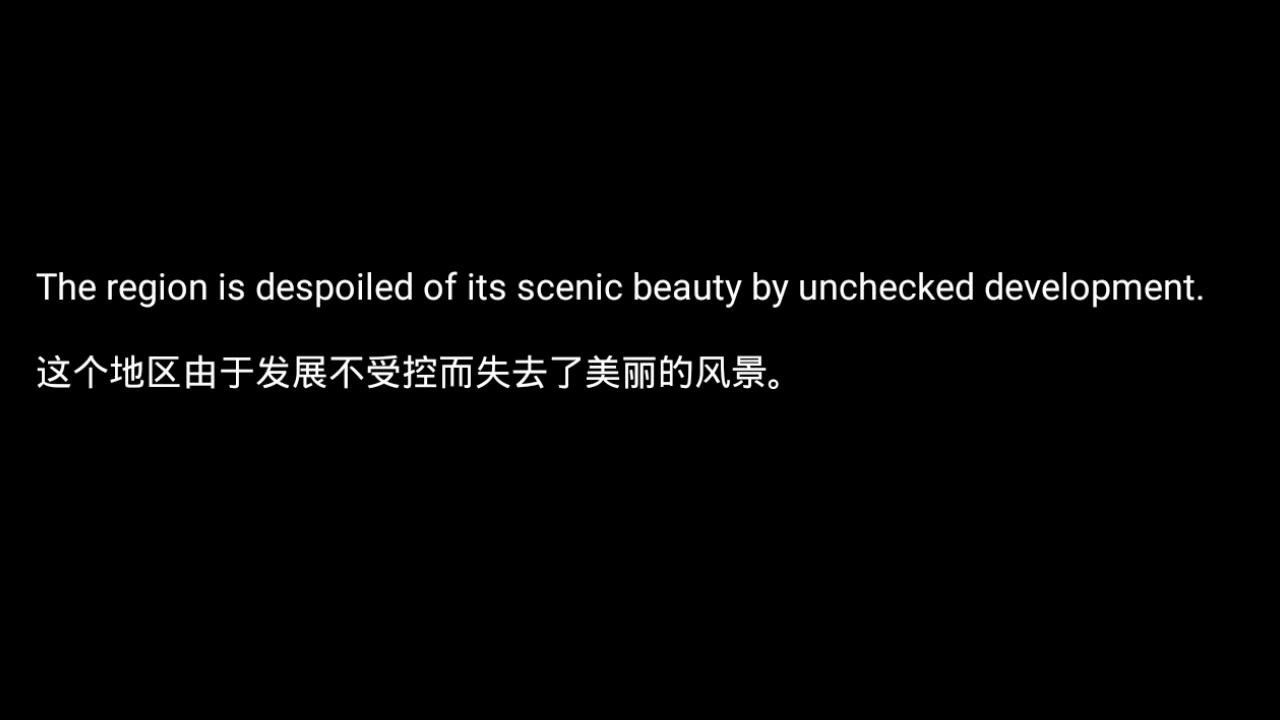 The region is despoiled of its scenic beauty by unchecked development.
这个地区由于发展不受控而失去了美丽的风景。